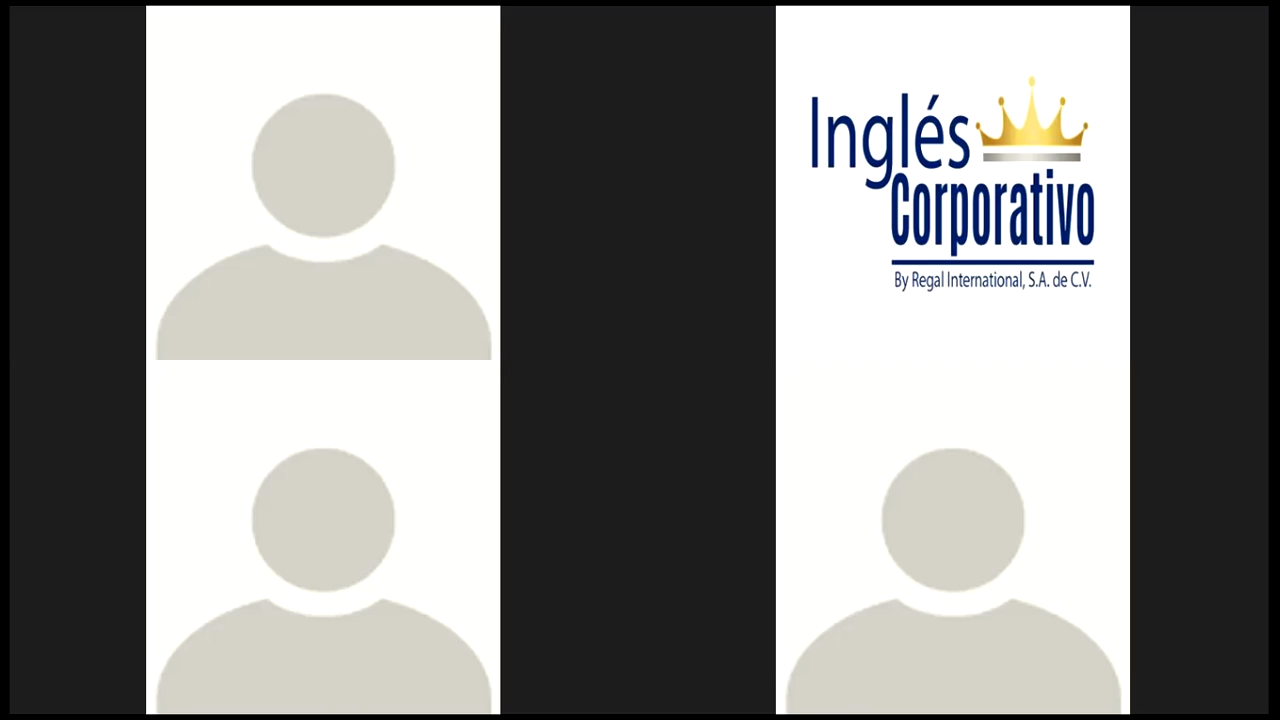 Inglés
Corporativo
By Regal International, S.A. de C.V.